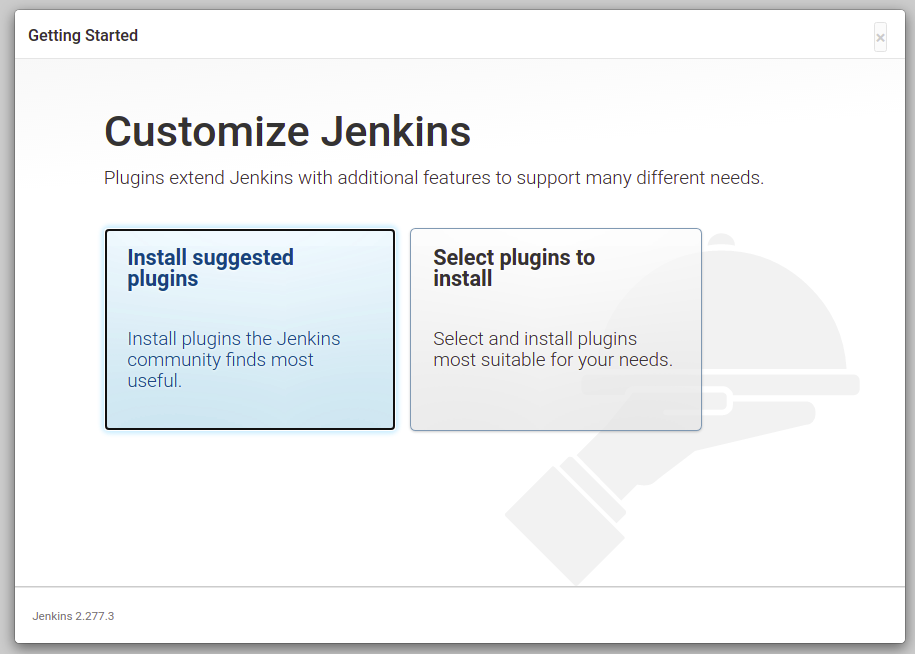 Getting Started
×
Customize Jenkins
Plugins extend Jenkins with additional features to support many different needs.
Install suggested
plugins
Install plugins the Jenkins
community finds most
useful.
Select plugins to
install
Select and install plugins
most suitable for your needs.
Jenkins 2.277.3